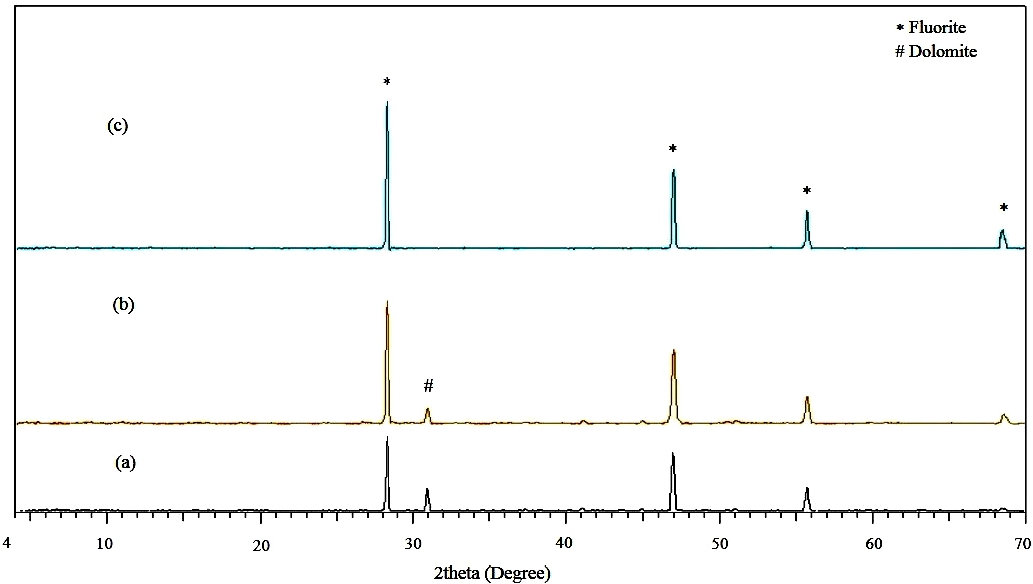 * Fluorite
# Dolomite
*
(c)
*
*
*
(b)
#
(a)
4 10 20 30 40 50 60 70
2theta (Degree)